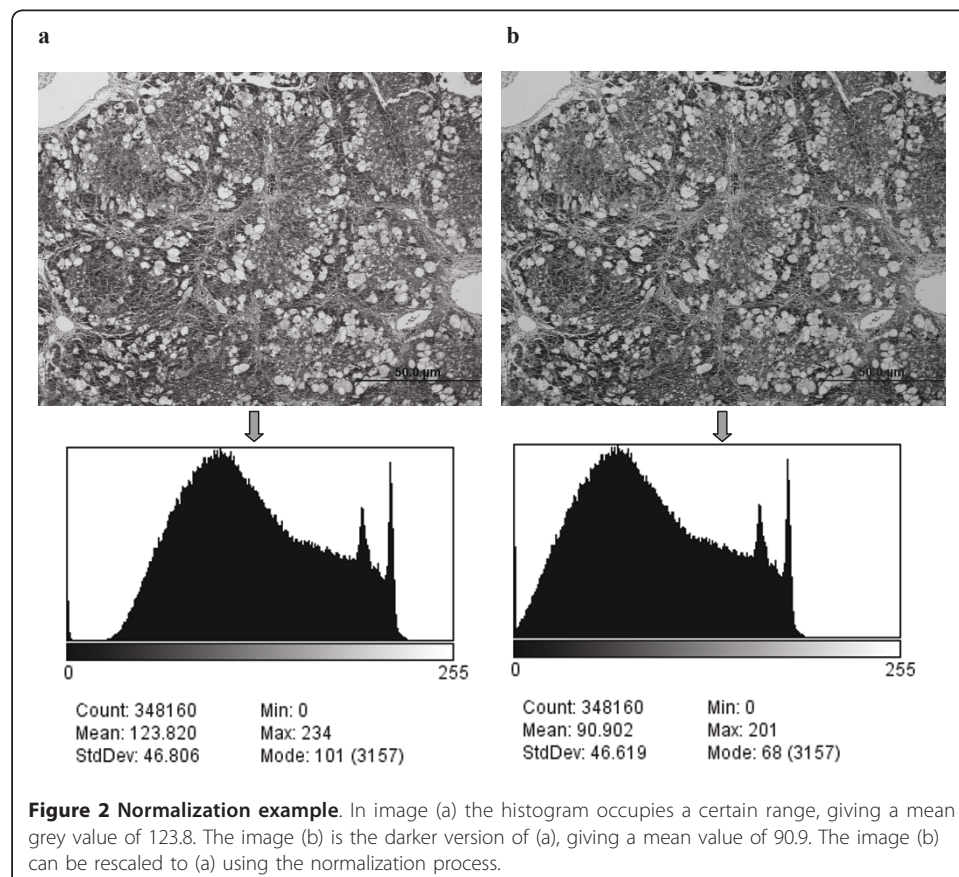 a
b
50.0 µm
50.0 µm
0
255
Count: 348160
Min: 0
Mean: 123.820
Max: 234
StdDev: 46.806
Mode: 101 (3157)
0
255
Count: 348160
Min: 0
Mean: 90.902
Max: 201
StdDev: 46.619
Mode: 68 (3157)
Figure 2 Normalization example. In image (a) the histogram occupies a certain range, giving a mean
grey value of 123.8. The image (b) is the darker version of (a), giving a mean value of 90.9. The image (b)
can be rescaled to (a) using the normalization process.